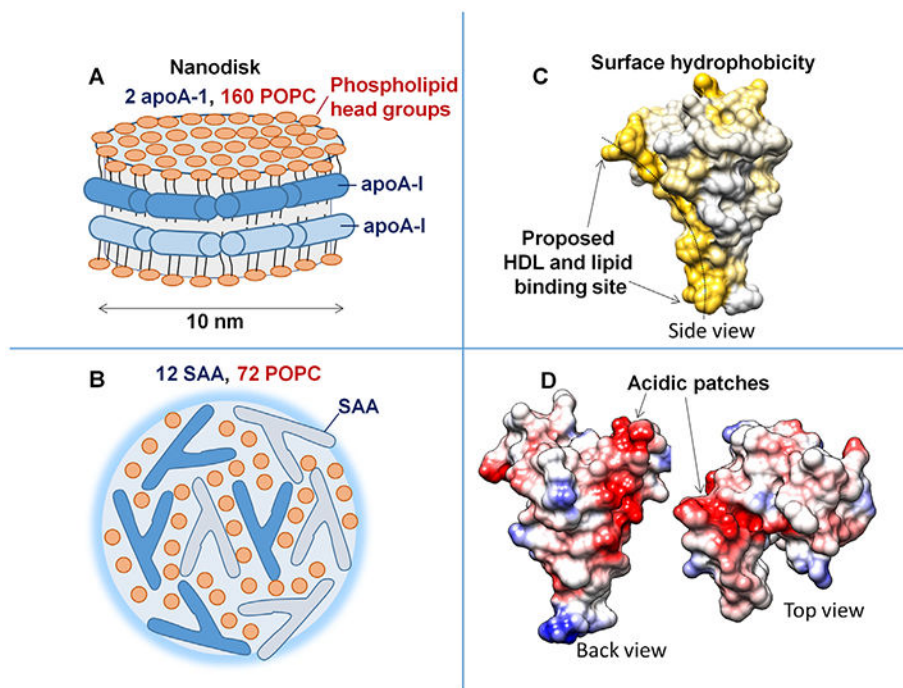 A
Nanodisk
2 apoA-1, 160 POPC
Phospholipid
head groups
apoA-I
apoA-I
10 nm
B
12 SAA, 72 POPC
SAA
C
Surface hydrophobicity
Proposed
HDL and lipid
binding site
Side view
D
Acidic patches
Back view
Top view